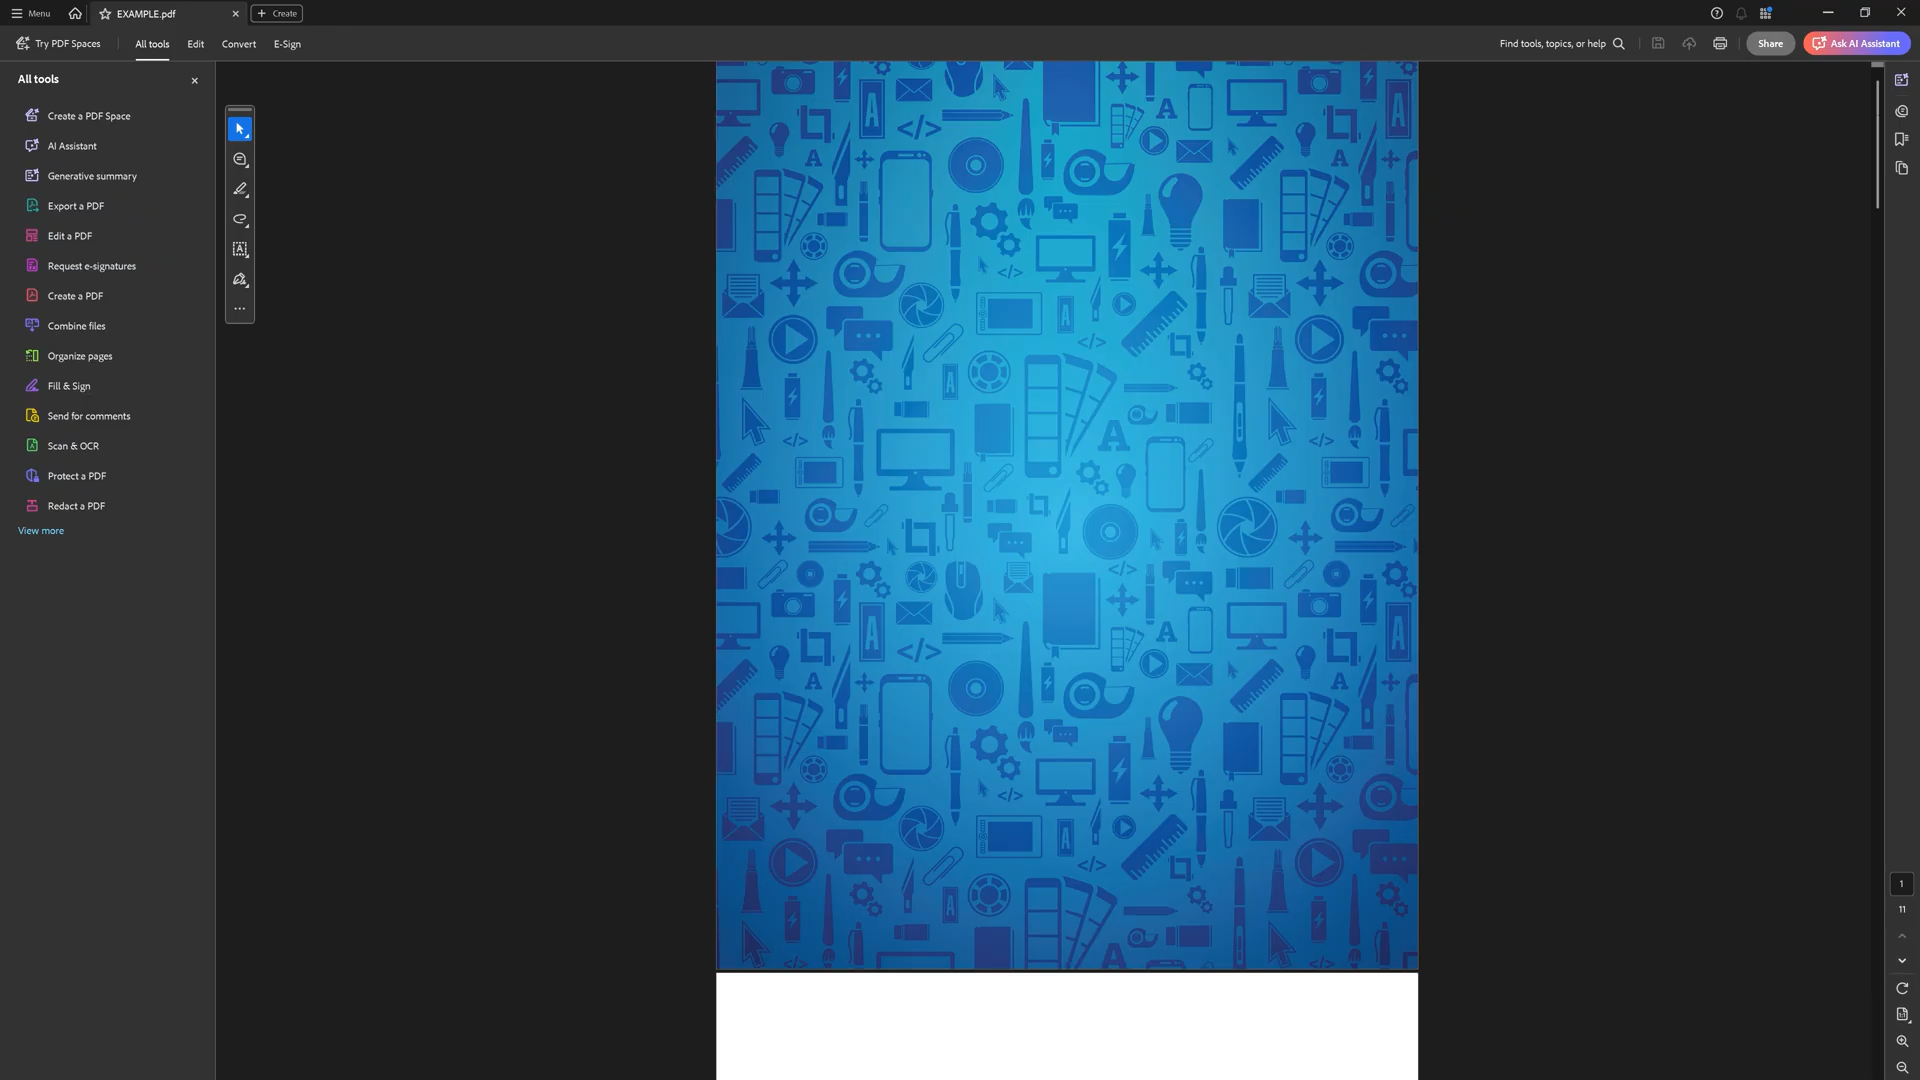 Menu
EXAMPLE.pdf
Create
Try PDF Spaces
All tools
Edit
Convert
E-Sign
Find tools, topics, or help
Share
Ask AI Assistant
All tools
Create a PDF Space
AI Assistant
Generative summary
Export a PDF
Edit a PDF
Request e-signatures
Create a PDF
Combine files
Organize pages
Fill & Sign
Send for comments
Scan & OCR
Protect a PDF
Redact a PDF
View more
1
11